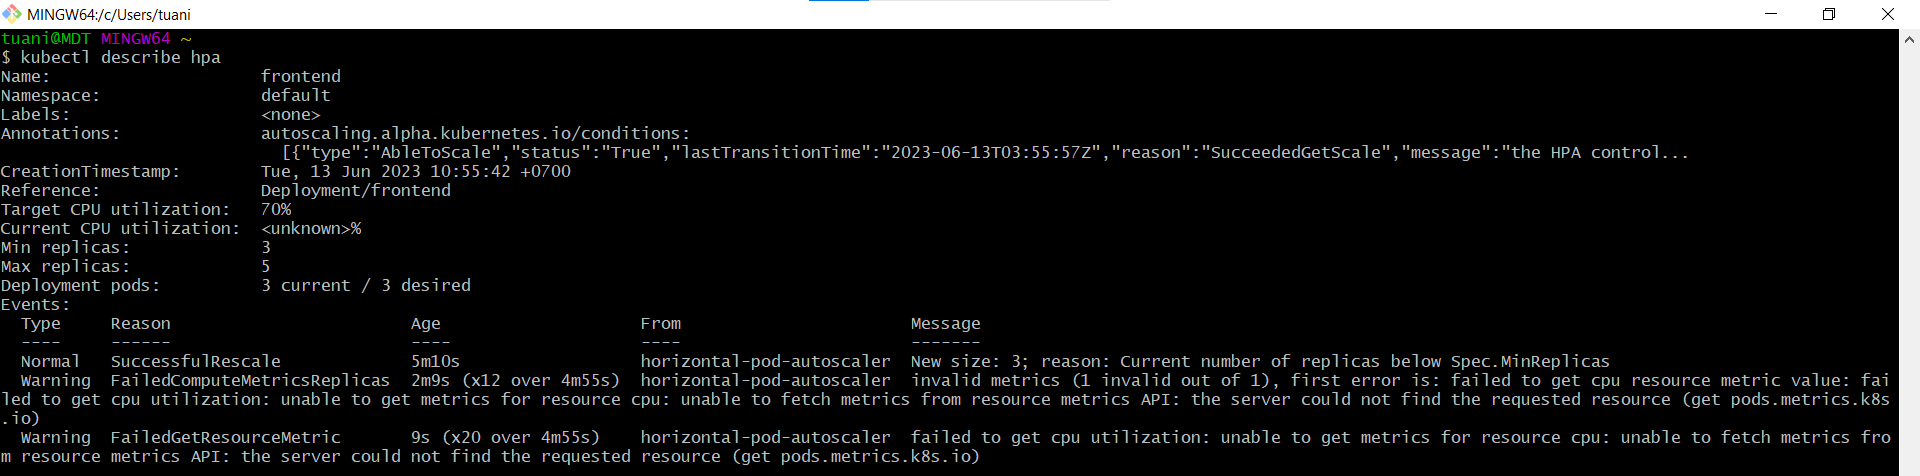 MINGW64:/c/Users/tuani
tuani@MDT MINGW64 ~
$ kubectl describe hpa
Name:                     frontend
Namespace:                default
Labels:                   <none>
Annotations:              autoscaling.alpha.kubernetes.io/conditions:
                            [{"type":"AbleToScale","status":"True","lastTransitionTime":"2023-06-13T03:55:57Z","reason":"SucceededGetScale","message":"the HPA control...
CreationTimestamp:        Tue, 13 Jun 2023 10:55:42 +0700
Reference:                Deployment/frontend
Target CPU utilization:   70%
Current CPU utilization:  <unknown>%
Min replicas:             3
Max replicas:             5
Deployment pods:          3 current / 3 desired
Events:
  Type     Reason                        Age                    From                       Message
  ----     ------                        ----                   ----                       -------
  Normal   SuccessfulRescale             5m10s                  horizontal-pod-autoscaler  New size: 3; reason: Current number of replicas below Spec.MinReplicas
  Warning  FailedComputeMetricsReplicas  2m9s (x12 over 4m55s)  horizontal-pod-autoscaler  invalid metrics (1 invalid out of 1), first error is: failed to get cpu resource metric value: fai
led to get cpu utilization: unable to get metrics for resource cpu: unable to fetch metrics from resource metrics API: the server could not find the requested resource (get pods.metrics.k8s
.io)
  Warning  FailedGetResourceMetric       9s (x20 over 4m55s)    horizontal-pod-autoscaler  failed to get cpu utilization: unable to get metrics for resource cpu: unable to fetch metrics fro
m resource metrics API: the server could not find the requested resource (get pods.metrics.k8s.io)